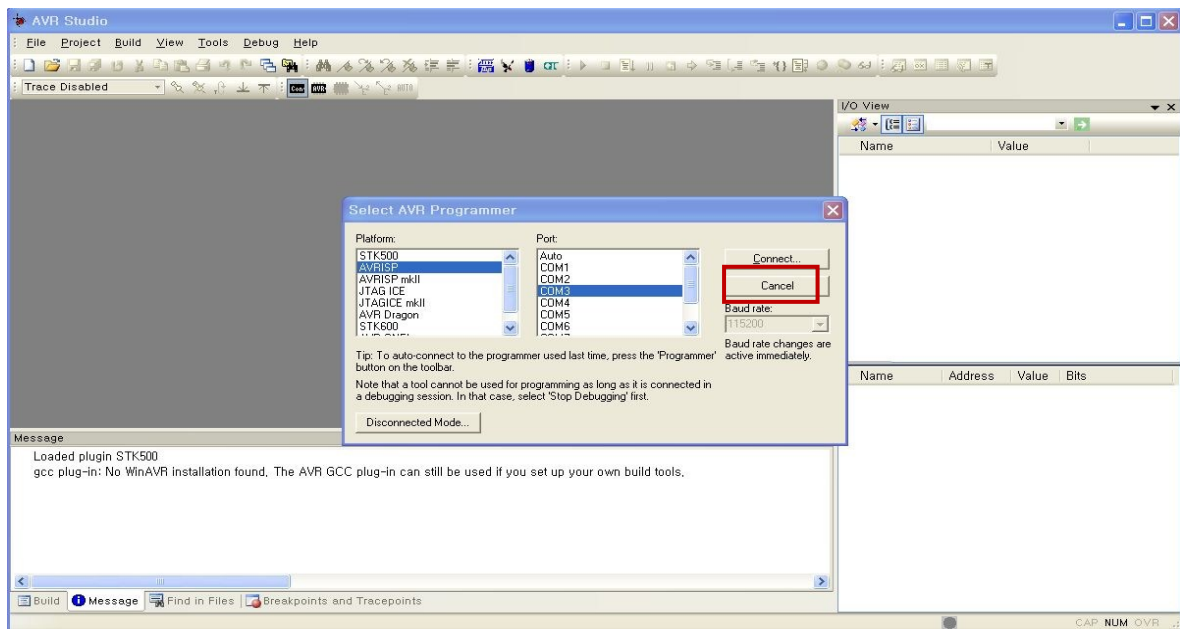 AVR Studio
File Project Build View Tools Debug Help
Trace Disabled
Con AVR AUTO
I/O View
Name Value
Select AVR Programmer
Platform: Port:
STK500 Auto
AVRISP COM1
AVRISP mkII COM2
JTAG ICE COM3
JTAGICE mkII COM4
AVR Dragon COM5
STK600 COM6
Connect...
Cancel
Baud rate:
115200
Baud rate changes are
active immediately.
Tip: To auto-connect to the programmer used last time, press the 'Programmer'
button on the toolbar.
Note that a tool cannot be used for programming as long as it is connected in
a debugging session. In that case, select 'Stop Debugging' first.
Disconnected Mode...
Name Address Value Bits
Message
Loaded plugin STK500
gcc plug-in: No WinAVR installation found, The AVR GCC plug-in can still be used if you set up your own build tools,
Build Message Find in Files Breakpoints and Tracepoints
CAP NUM OVR